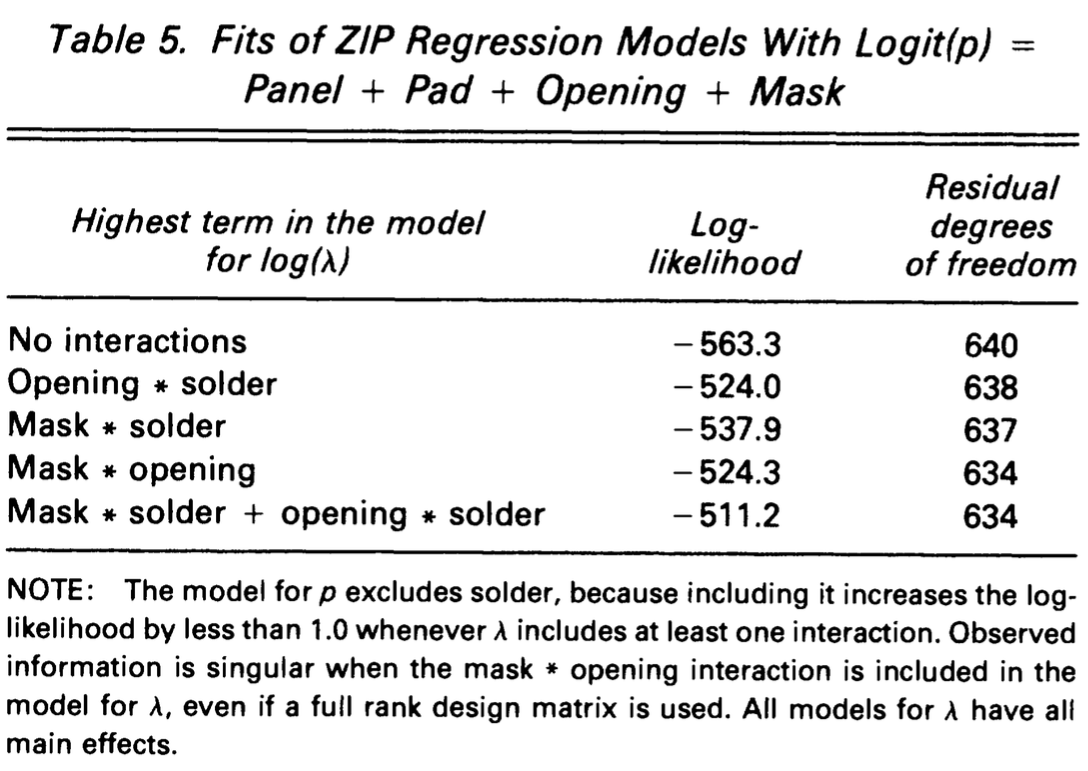 Table 5. Fits of ZIP Regression Models With Logit(p) =
Panel + Pad + Opening + Mask
Highest term in the model
for log(λ)
Log-
likelihood
Residual
degrees
of freedom
No interactions −563.3 640
Opening * solder −524.0 638
Mask * solder −537.9 637
Mask * opening −524.3 634
Mask * solder + opening * solder −511.2 634
NOTE: The model for p excludes solder, because including it increases the log-
likelihood by less than 1.0 whenever λ includes at least one interaction. Observed
information is singular when the mask * opening interaction is included in the
model for λ, even if a full rank design matrix is used. All models for λ have all
main effects.